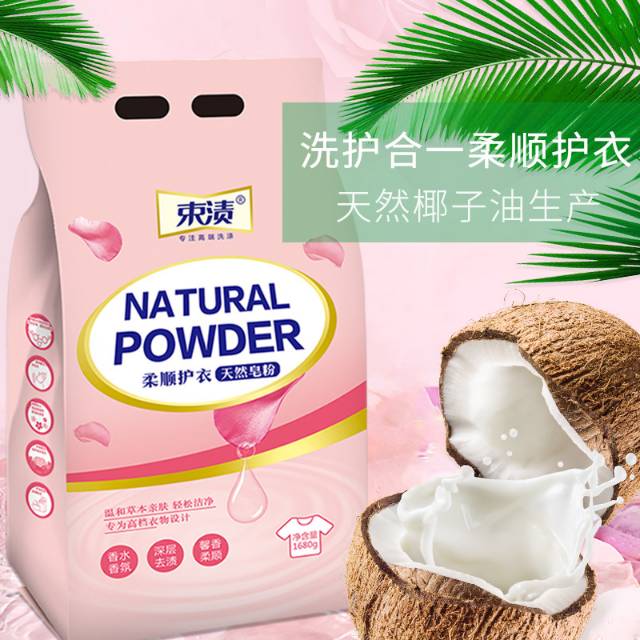 洗护合一柔顺护衣
天然椰子油生产
束渍®
专注高端洗涤
NATURAL
POWDER
柔顺护衣 天然皂粉
温和草本亲肤 轻松洁净
专为高档衣物设计
香水
香氛
深层
去渍
馨香
柔顺
净含量
1680g